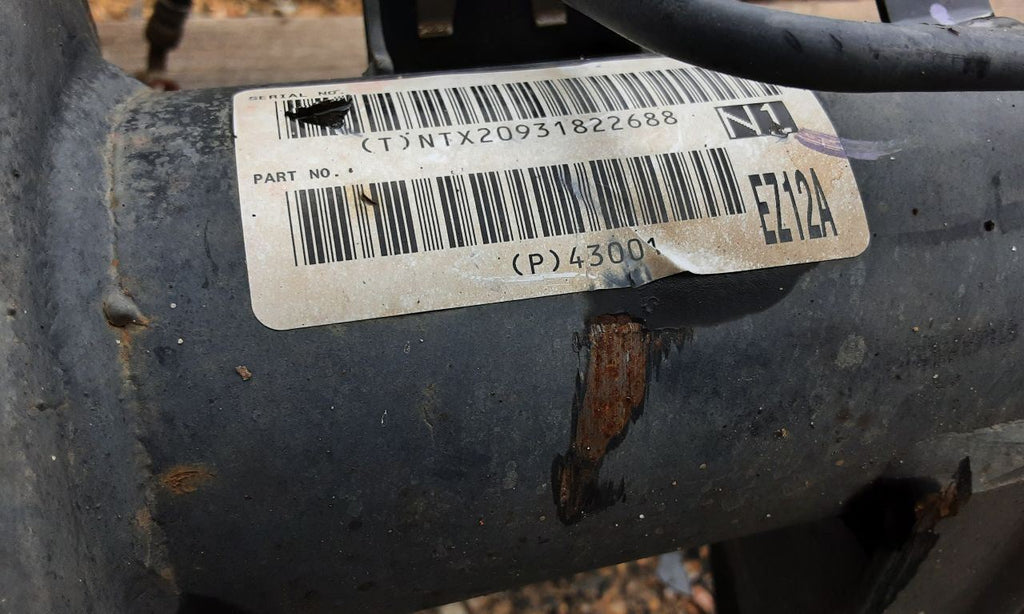 SERIAL NO.
(T)NTX20931822688
N1
PART NO.
EZ12A
(P)43001